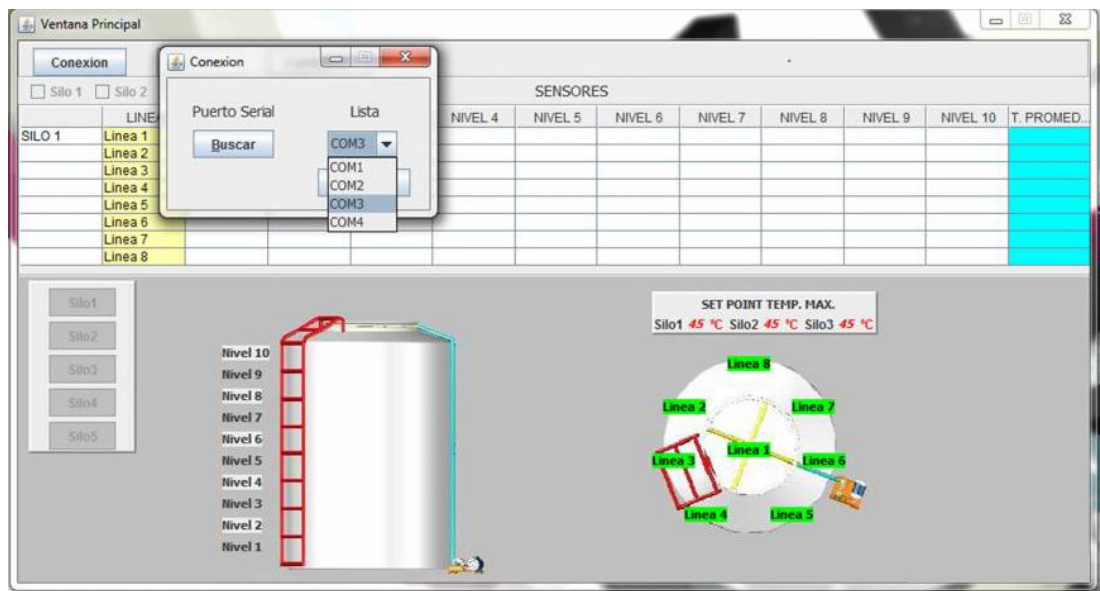 Ventana Principal
Conexion
Conexion
Silo 1 Silo 2
SENSORES
Puerto Serial Lista
Buscar COM3
COM1
COM2
COM3
COM4
NIVEL 4 NIVEL 5 NIVEL 6 NIVEL 7 NIVEL 8 NIVEL 9 NIVEL 10 T. PROMED...
SILO 1 Linea 1
Linea 2
Linea 3
Linea 4
Linea 5
Linea 6
Linea 7
Linea 8
Silo1
Silo2
Silo3
Silo4
Silo5
Nivel 10
Nivel 9
Nivel 8
Nivel 7
Nivel 6
Nivel 5
Nivel 4
Nivel 3
Nivel 2
Nivel 1
SET POINT TEMP. MAX.
Silo1 45 °C Silo2 45 °C Silo3 45 °C
Linea 8
Linea 2 Linea 7
Linea 1
Linea 3 Linea 6
Linea 4 Linea 5